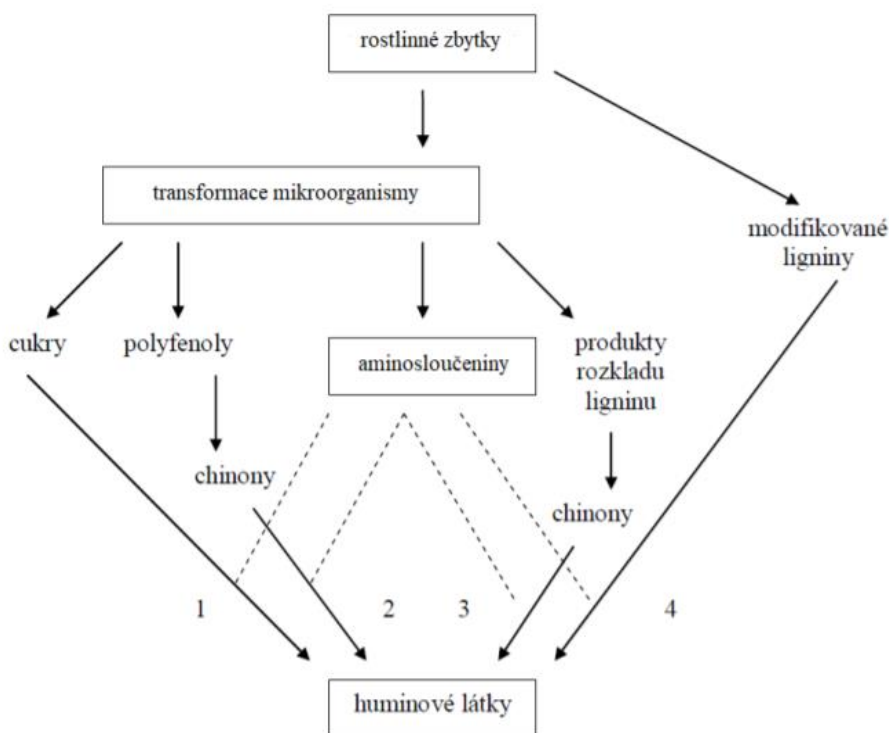 rostlinné zbytky
transformace mikroorganismy
modifikované
ligniny
cukry
polyfenoly
aminosloučeniny
produkty
rozkladu
ligninu
chinony
chinony
1
2
3
4
huminové látky